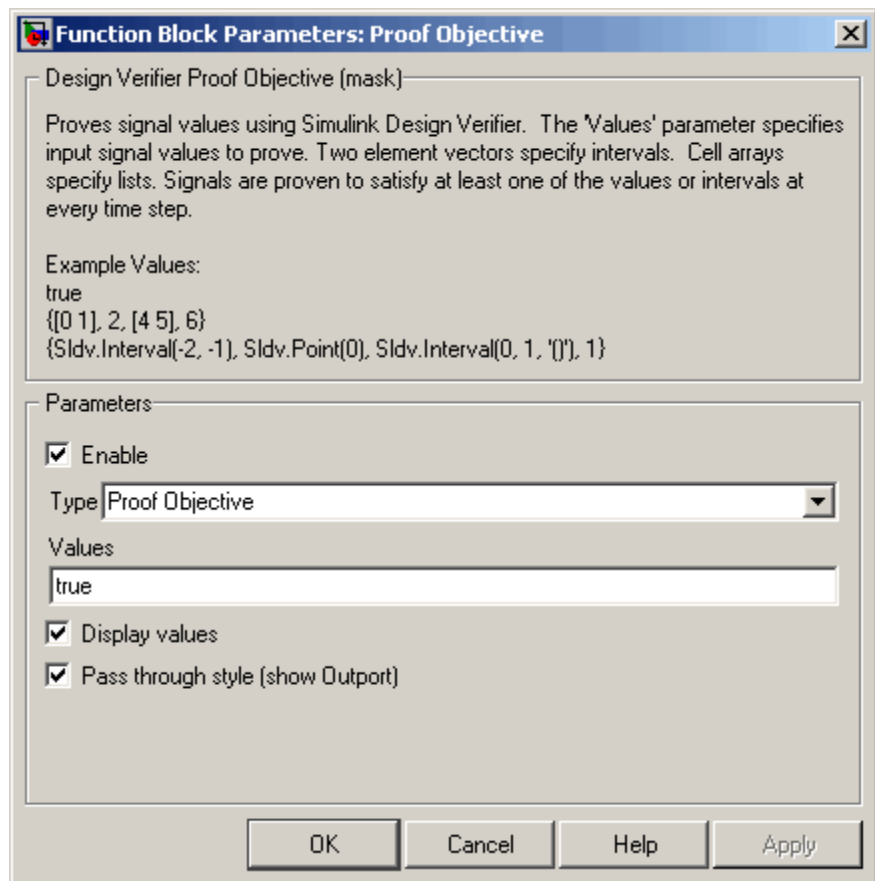 Function Block Parameters: Proof Objective
Design Verifier Proof Objective (mask)
Proves signal values using Simulink Design Verifier.  The 'Values' parameter specifies
input signal values to prove. Two element vectors specify intervals.  Cell arrays
specify lists. Signals are proven to satisfy at least one of the values or intervals at
every time step.
Example Values:
true
{[0 1], 2, [4 5], 6}
{Sldv.Interval(-2, -1), Sldv.Point(0), Sldv.Interval(0, 1, '()'), 1}
Parameters
Enable
Type Proof Objective
Values
true
Display values
Pass through style (show Outport)
OK Cancel Help Apply